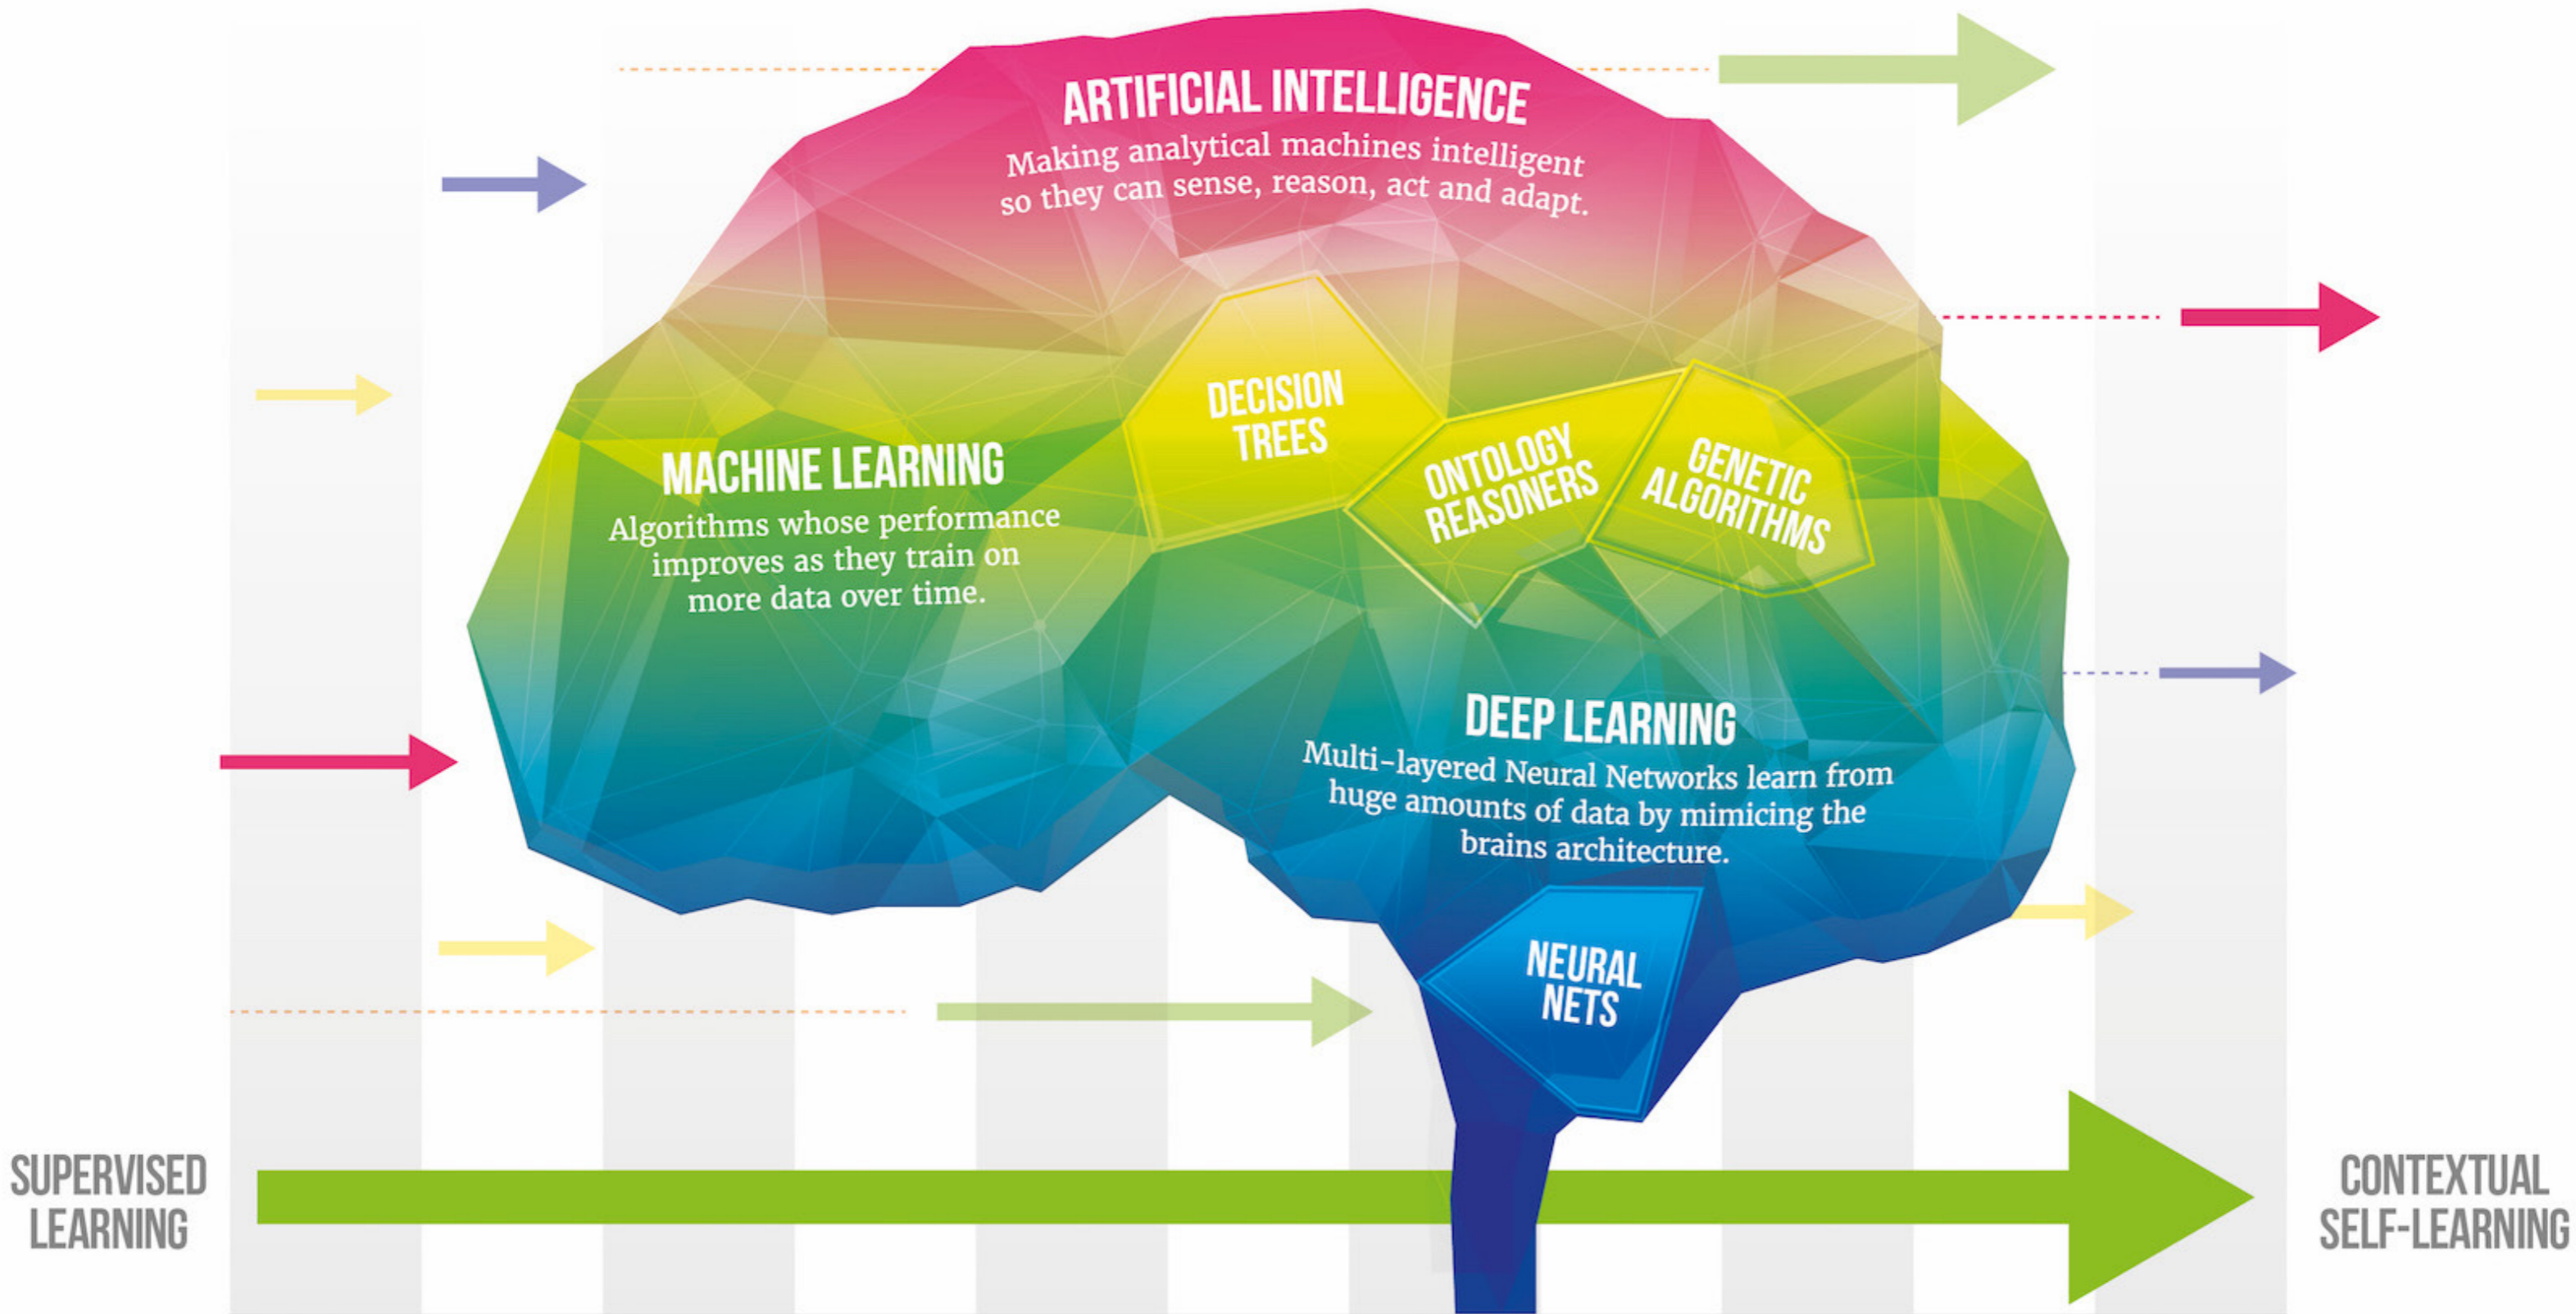 ARTIFICIAL INTELLIGENCE
Making analytical machines intelligent
so they can sense, reason, act and adapt.
DECISION
TREES
ONTOLOGY
REASONERS
GENETIC
ALGORITHMS
MACHINE LEARNING
Algorithms whose performance
improves as they train on
more data over time.
DEEP LEARNING
Multi-layered Neural Networks learn from
huge amounts of data by mimicing the
brains architecture.
NEURAL
NETS
SUPERVISED
LEARNING
CONTEXTUAL
SELF-LEARNING